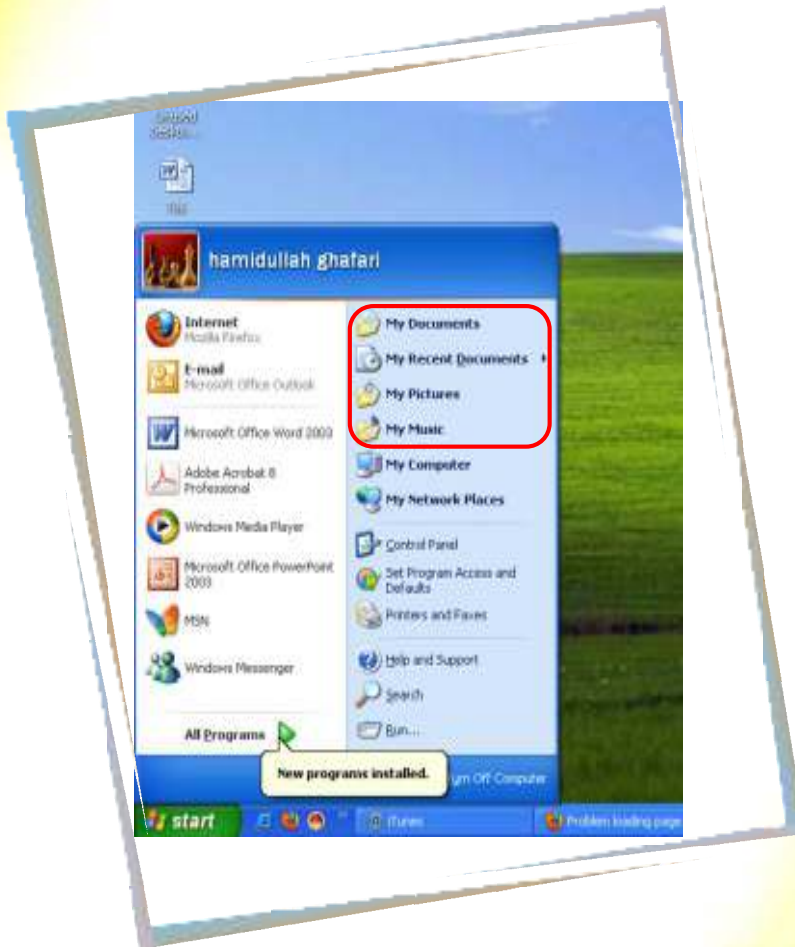 Unused
hamidullah ghafari
Internet
Mozilla Firefox
E-mail
Microsoft Office Outlook
Microsoft Office Word 2003
Adobe Acrobat 8
Professional
Windows Media Player
Microsoft Office PowerPoint
2003
MSN
Windows Messenger
All Programs
My Documents
My Recent Documents
My Pictures
My Music
My Computer
My Network Places
Control Panel
Set Program Access and
Defaults
Printers and Faxes
Help and Support
Search
Run...
New programs installed.
Turn Off Computer
start
iTunes
Problem loading page